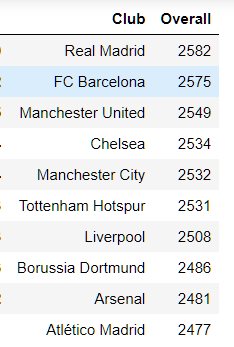 Club Overall
Real Madrid 2582
FC Barcelona 2575
Manchester United 2549
Chelsea 2534
Manchester City 2532
Tottenham Hotspur 2531
Liverpool 2508
Borussia Dortmund 2486
Arsenal 2481
Atlético Madrid 2477